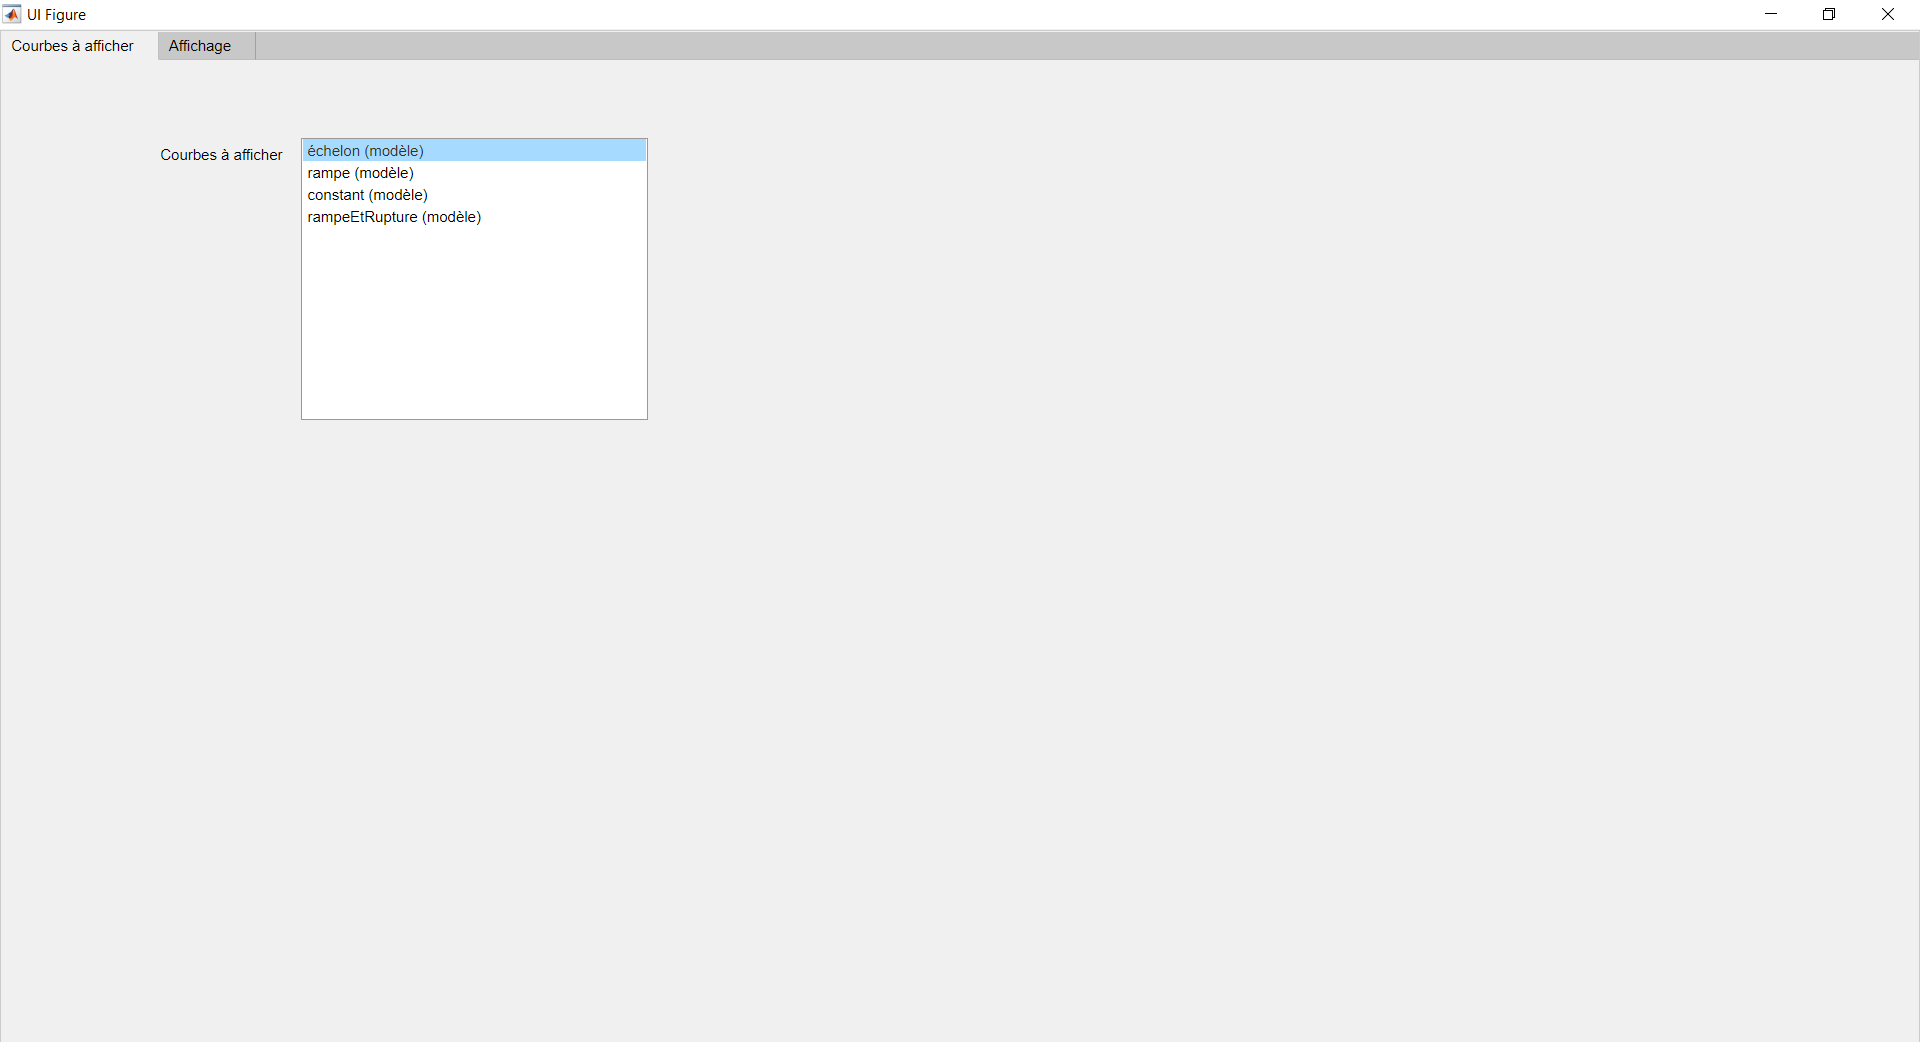 UI Figure
Courbes à afficher
Affichage
Courbes à afficher
échelon (modèle)
rampe (modèle)
constant (modèle)
rampeEtRupture (modèle)